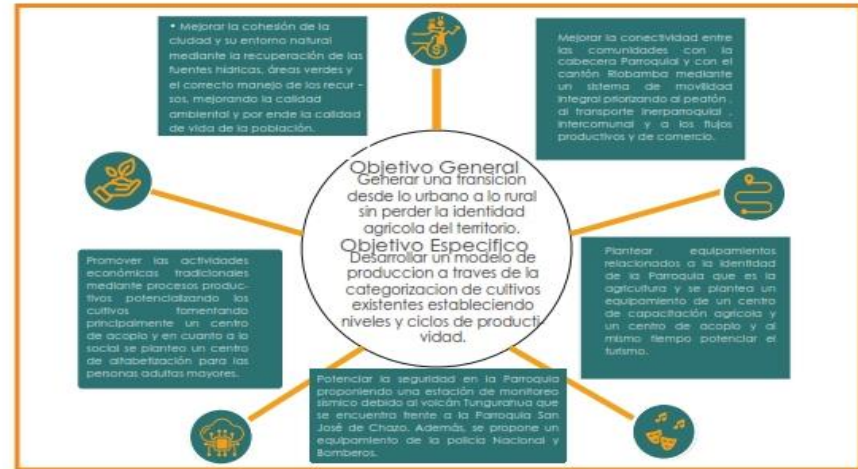 • Mejorar la cohesión de la
ciudad y su entorno natural
mediante la recuperación de las
fuentes hídricas, áreas verdes y
el correcto manejo de los recur -
sos, mejorando la calidad
ambiental y por ende la calidad
de vida de la población.
Mejorar la conectividad entre
las comunidades con la
cabecera Parroquial y con el
cantón Riobamba mediante
un sistema de movilidad
integral priorizando al peatón ,
al transporte inerparroquial ,
intercomunal y a los flujos
productivos y de comercio.
Objetivo General
Generar una transicion
desde lo urbano a lo rural
sin perder la identidad
agricola del territorio.
Objetivo Especifico
Desarrollar un modelo de
produccion a traves de la
categorizacion de cultivos
existentes estableciendo
niveles y ciclos de producti-
vidad.
Promover las actividades
económicas tradicionales
mediante procesos produc-
tivos potencializando los
cultivos fomentando
principalmente un centro
de acopio y en cuanto a lo
social se planteo un centro
de alfabetización para las
personas adultas mayores.
Plantear equipamientos
relacionados a la identidad
de la Parroquia que es la
agricultura y se plantea un
equipamiento de un centro
de capacitación agrícola y
un centro de acopio y al
mismo tiempo potenciar el
turismo.
Potenciar la seguridad en la Parroquia
proponiendo una estación de monitoreo
sísmico debido al volcán Tungurahua que
se encuentra frente a la Parroquia San
José de Chazo. Además, se propone un
equipamiento de la policía Nacional y
Bomberos.